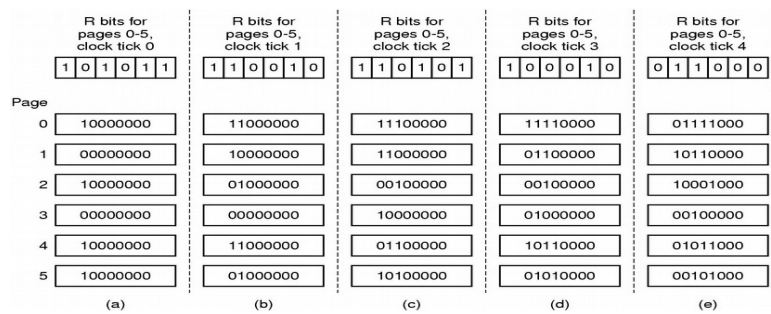 R bits for R bits for R bits for R bits for R bits for
pages 0-5, pages 0-5, pages 0-5, pages 0-5, pages 0-5,
clock tick 0 clock tick 1 clock tick 2 clock tick 3 clock tick 4
1 0 1 0 1 1 1 1 0 0 1 0 1 1 0 1 0 1 1 0 0 0 1 0 0 1 1 0 0 0
Page
0 10000000 11000000 11100000 11110000 01111000
1 00000000 10000000 11000000 01100000 10110000
2 10000000 01000000 00100000 00100000 10001000
3 00000000 00000000 10000000 01000000 00100000
4 10000000 11000000 01100000 10110000 01011000
5 10000000 01000000 10100000 01010000 00101000
(a) (b) (c) (d) (e)